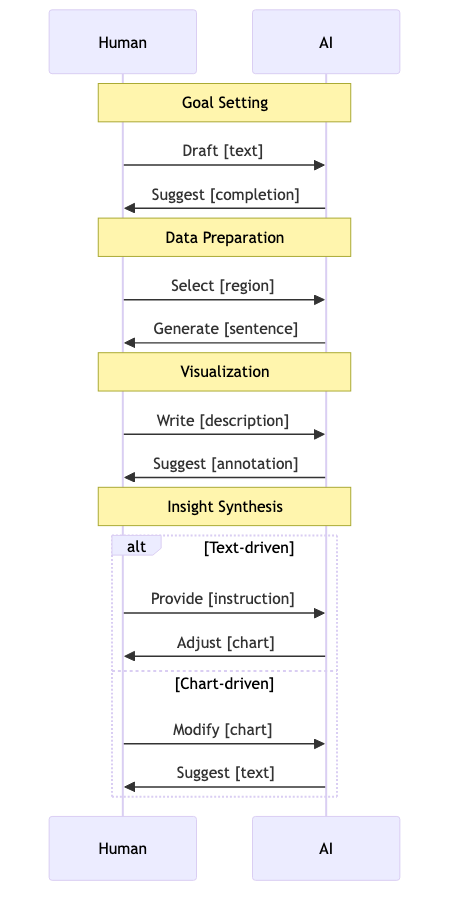 Human
AI
Goal Setting
Draft [text]
Suggest [completion]
Data Preparation
Select [region]
Generate [sentence]
Visualization
Write [description]
Suggest [annotation]
Insight Synthesis
alt
[Text-driven]
Provide [instruction]
Adjust [chart]
[Chart-driven]
Modify [chart]
Suggest [text]
Human
AI